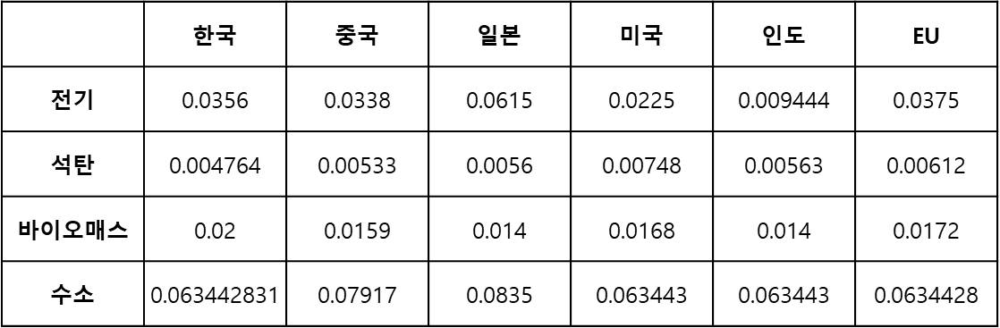 한국 중국 일본 미국 인도 EU
전기 0.0356 0.0338 0.0615 0.0225 0.009444 0.0375
석탄 0.004764 0.00533 0.0056 0.00748 0.00563 0.00612
바이오매스 0.02 0.0159 0.014 0.0168 0.014 0.0172
수소 0.063442831 0.07917 0.0835 0.063443 0.063443 0.0634428